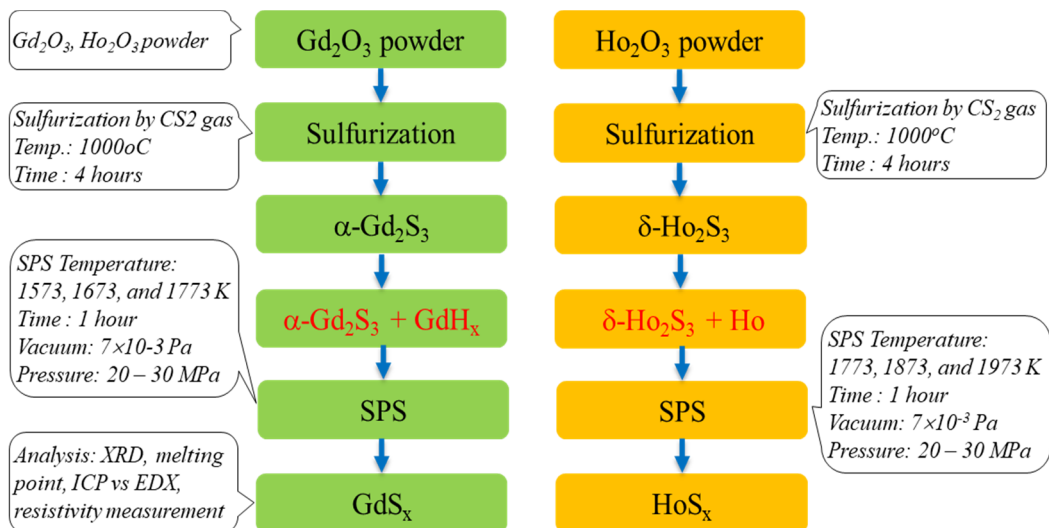 Gd₂O₃, Ho₂O₃ powder
Gd₂O₃ powder
Ho₂O₃ powder
Sulfurization by CS2 gas
Temp.: 1000oC
Time : 4 hours
Sulfurization
Sulfurization
Sulfurization by CS₂ gas
Temp.: 1000ᵒC
Time : 4 hours
α-Gd₂S₃
δ-Ho₂S₃
SPS Temperature:
1573, 1673, and 1773 K
Time : 1 hour
Vacuum: 7×10-3 Pa
Pressure: 20 – 30 MPa
α-Gd₂S₃ + GdHₓ
δ-Ho₂S₃ + Ho
SPS
SPS
SPS Temperature:
1773, 1873, and 1973 K
Time : 1 hour
Vacuum: 7×10⁻³ Pa
Pressure: 20 – 30 MPa
Analysis: XRD, melting
point, ICP vs EDX,
resistivity measurement
GdSₓ
HoSₓ